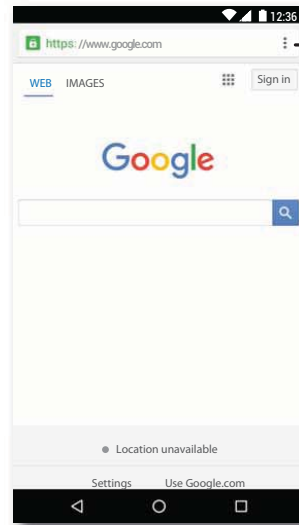 12:36
https://www.google.com
WEB IMAGES Sign in
Google
Location unavailable
Settings Use Google.com